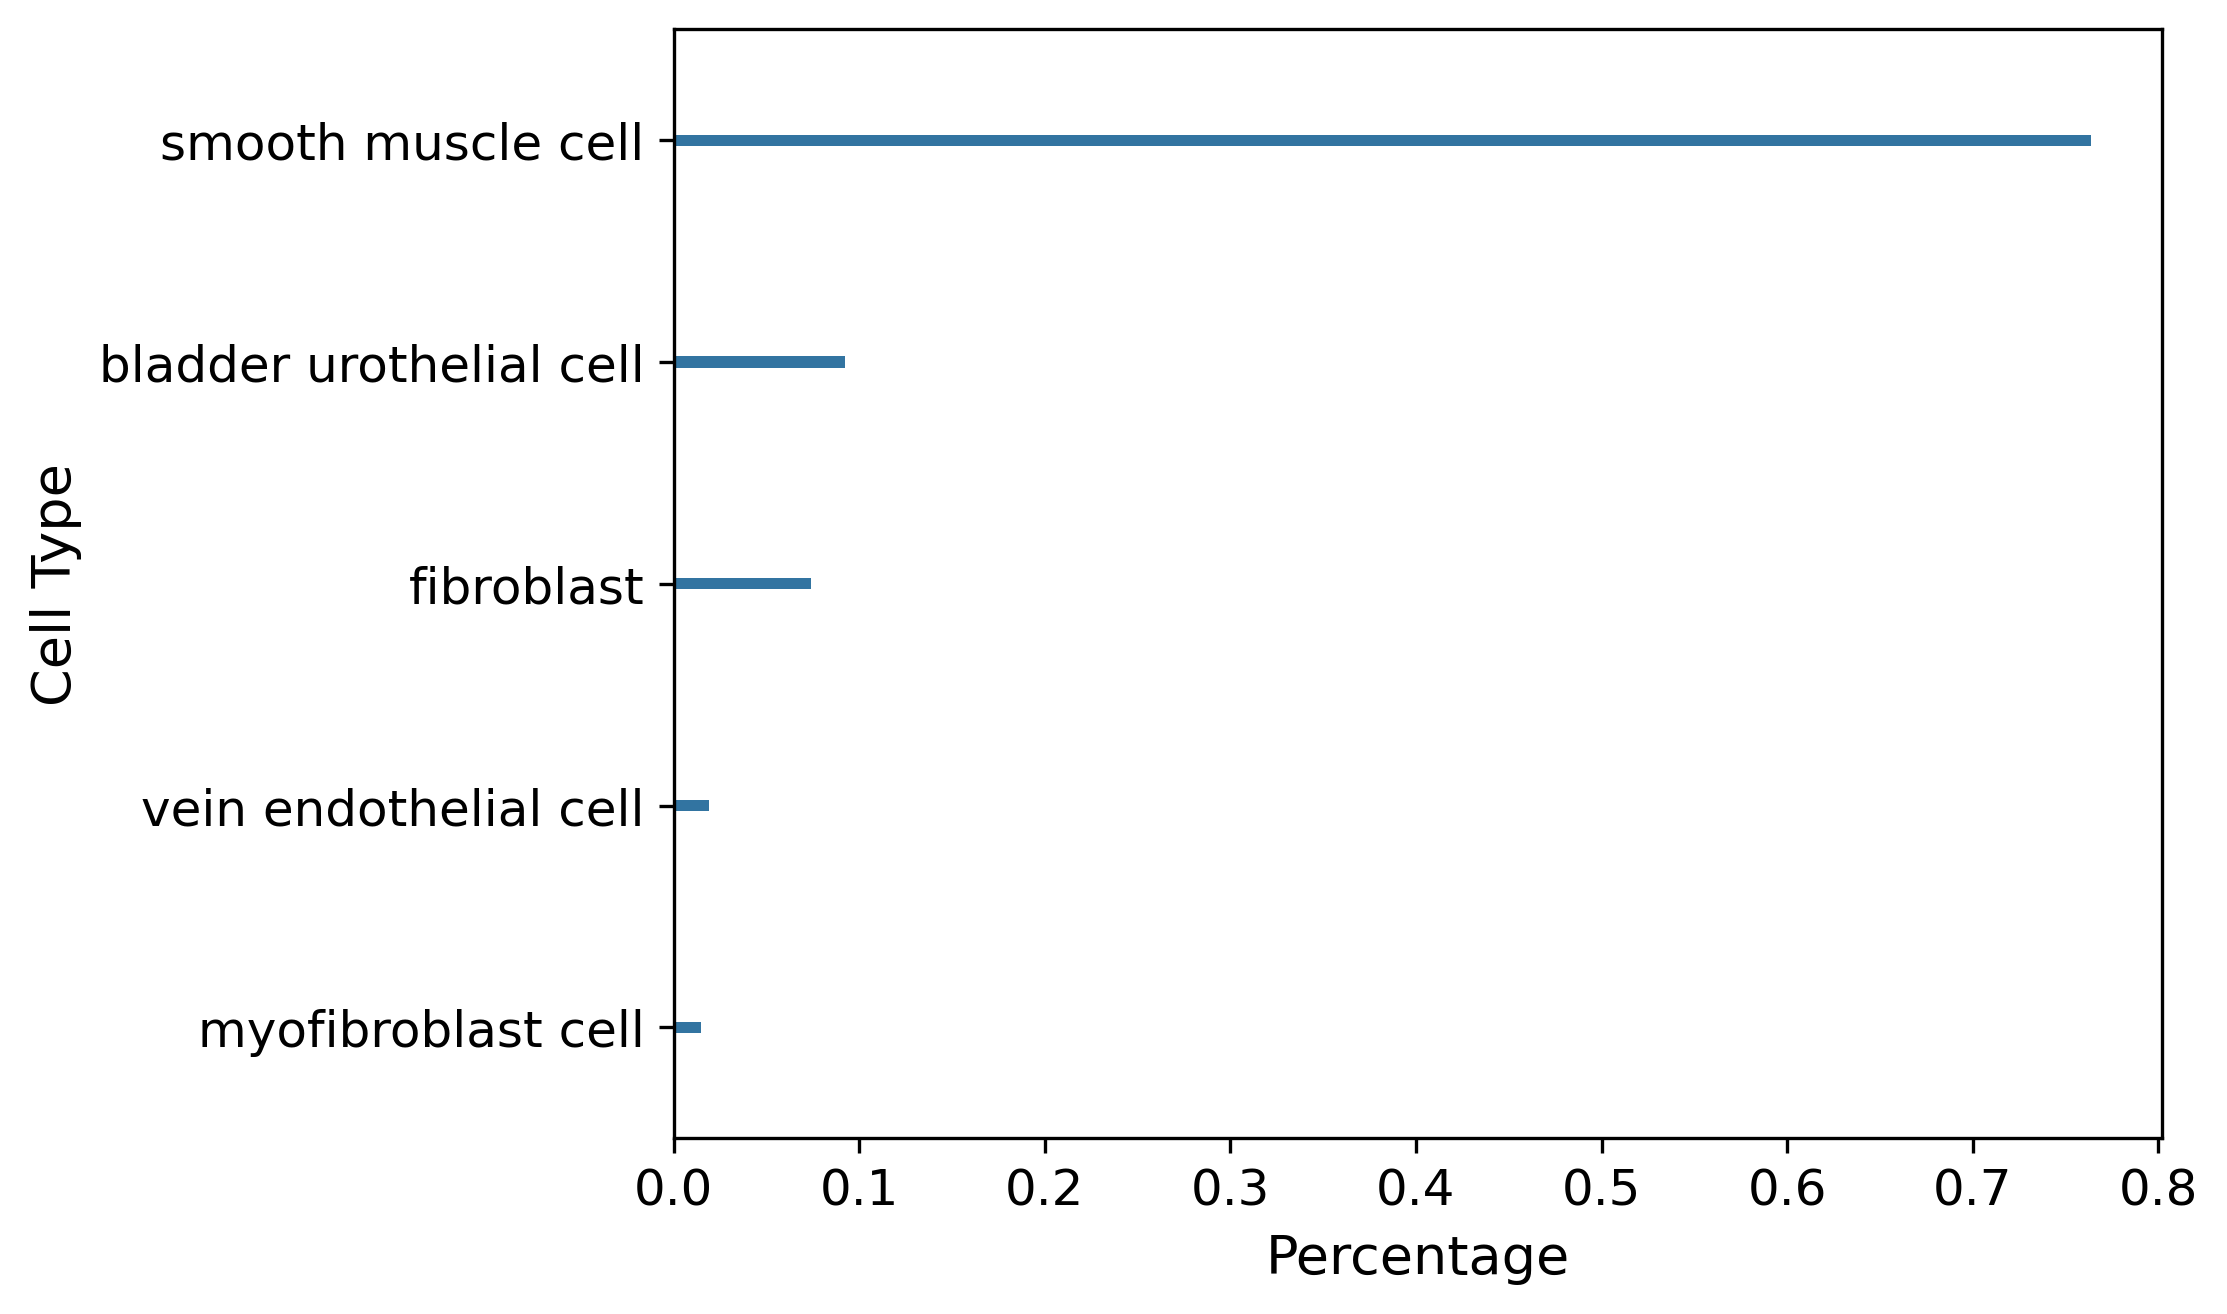 smooth muscle cell
bladder urothelial cell
fibroblast
vein endothelial cell
myofibroblast cell
Cell Type
0.0 0.1 0.2 0.3 0.4 0.5 0.6 0.7 0.8
Percentage